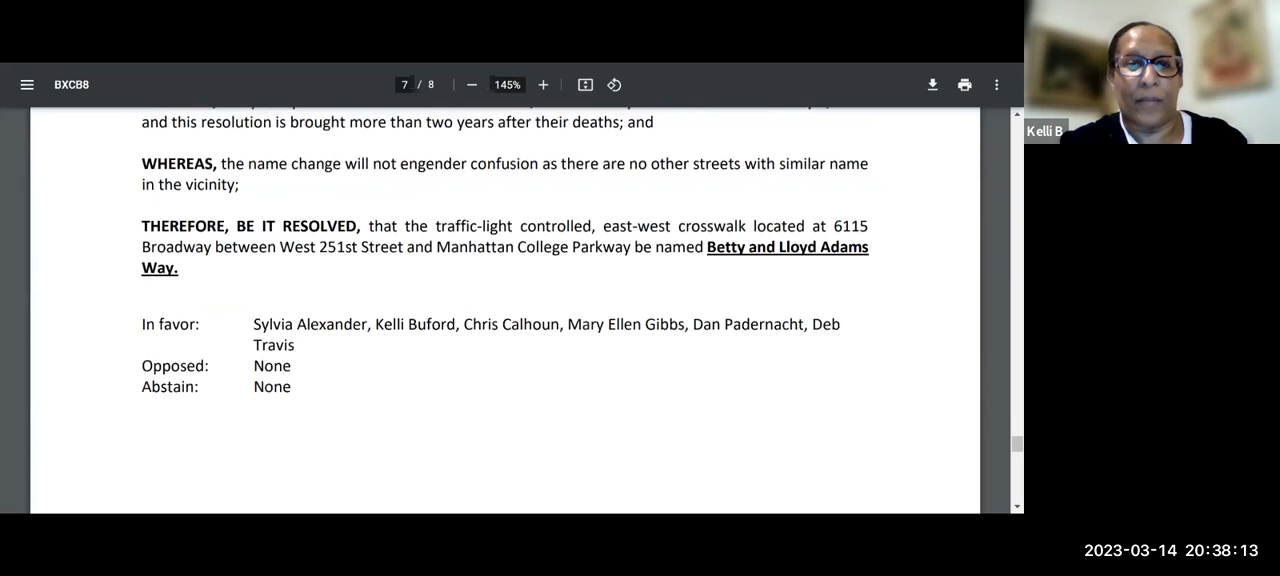 BXCB8
7 / 8
145%
and this resolution is brought more than two years after their deaths; and
WHEREAS, the name change will not engender confusion as there are no other streets with similar name
in the vicinity;
THEREFORE, BE IT RESOLVED, that the traffic-light controlled, east-west crosswalk located at 6115
Broadway between West 251st Street and Manhattan College Parkway be named Betty and Lloyd Adams
Way.
In favor: Sylvia Alexander, Kelli Buford, Chris Calhoun, Mary Ellen Gibbs, Dan Padernacht, Deb
Travis
Opposed: None
Abstain: None
Kelli B
2023-03-14 20:38:13